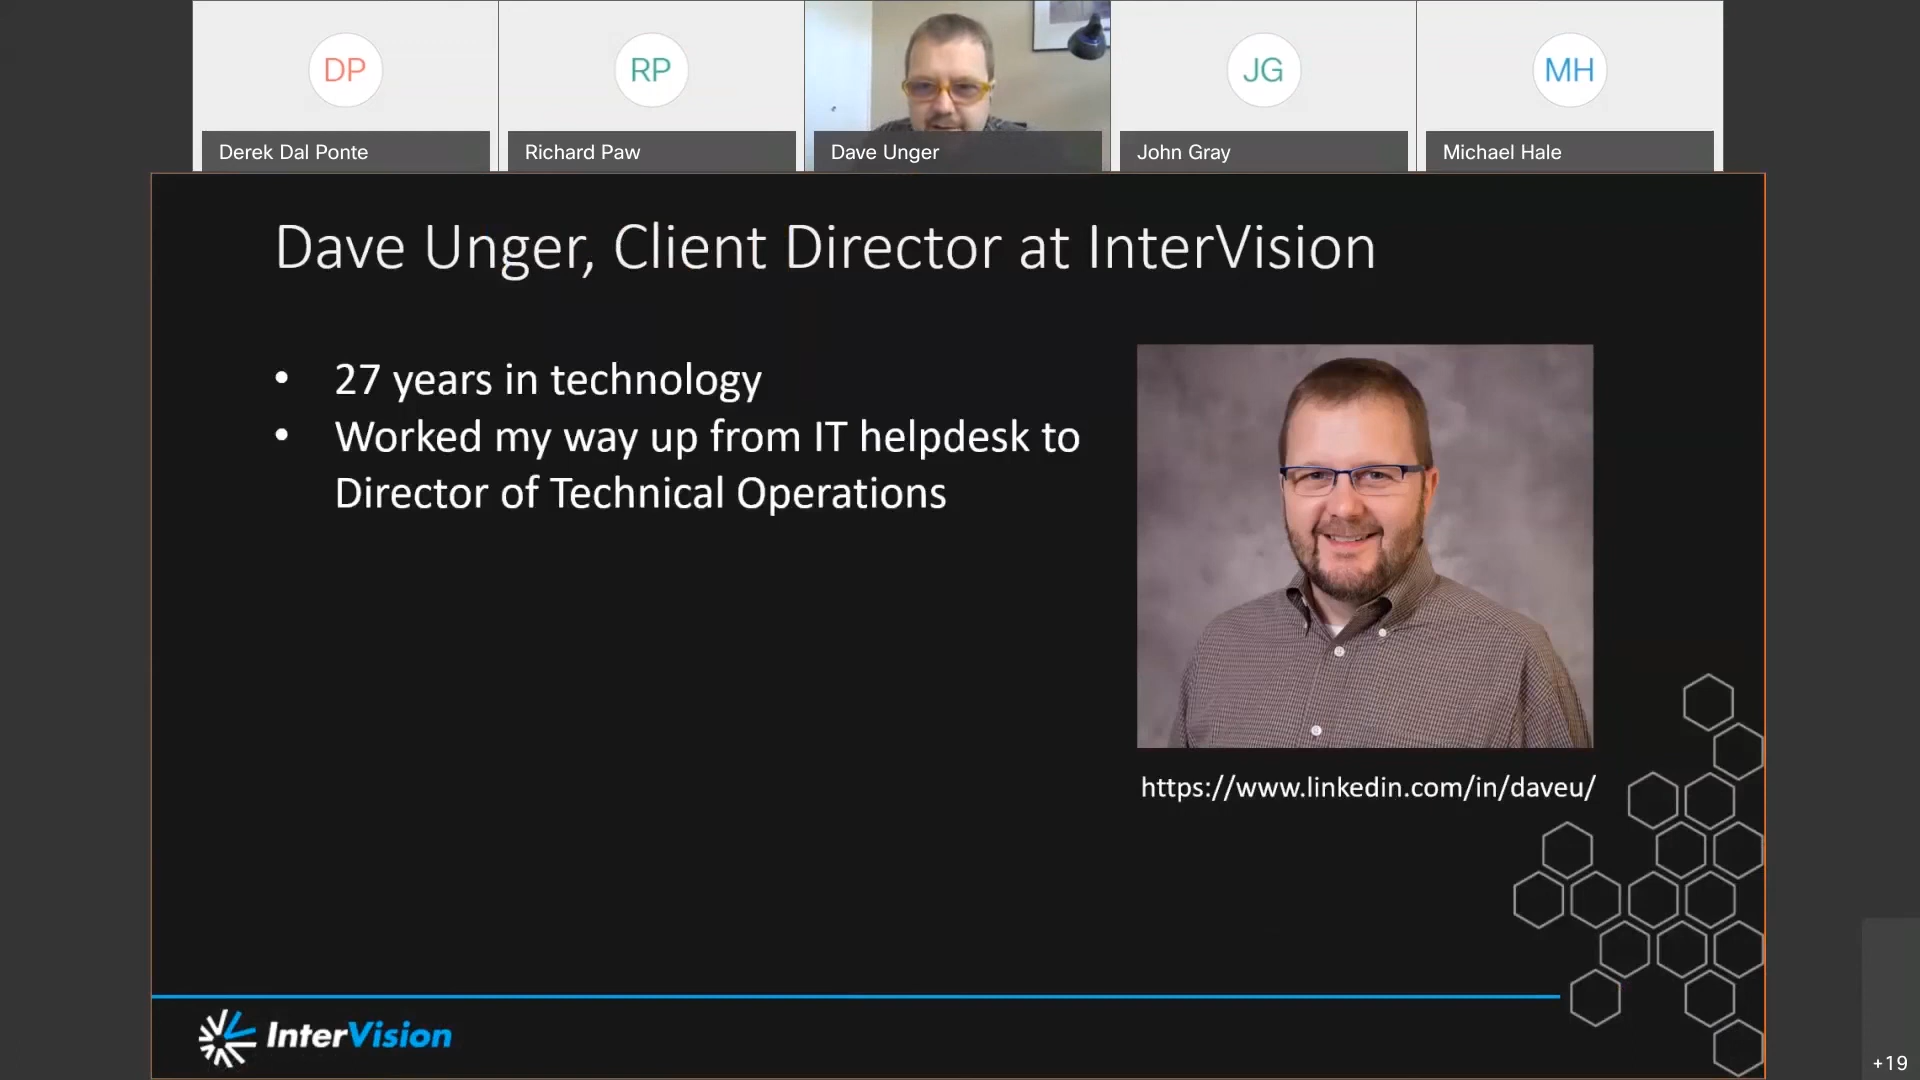 DP
RP
JG
MH
Derek Dal Ponte
Richard Paw
Dave Unger
John Gray
Michael Hale
Dave Unger, Client Director at InterVision
• 27 years in technology
• Worked my way up from IT helpdesk to
Director of Technical Operations
https://www.linkedin.com/in/daveu/
InterVision
+19